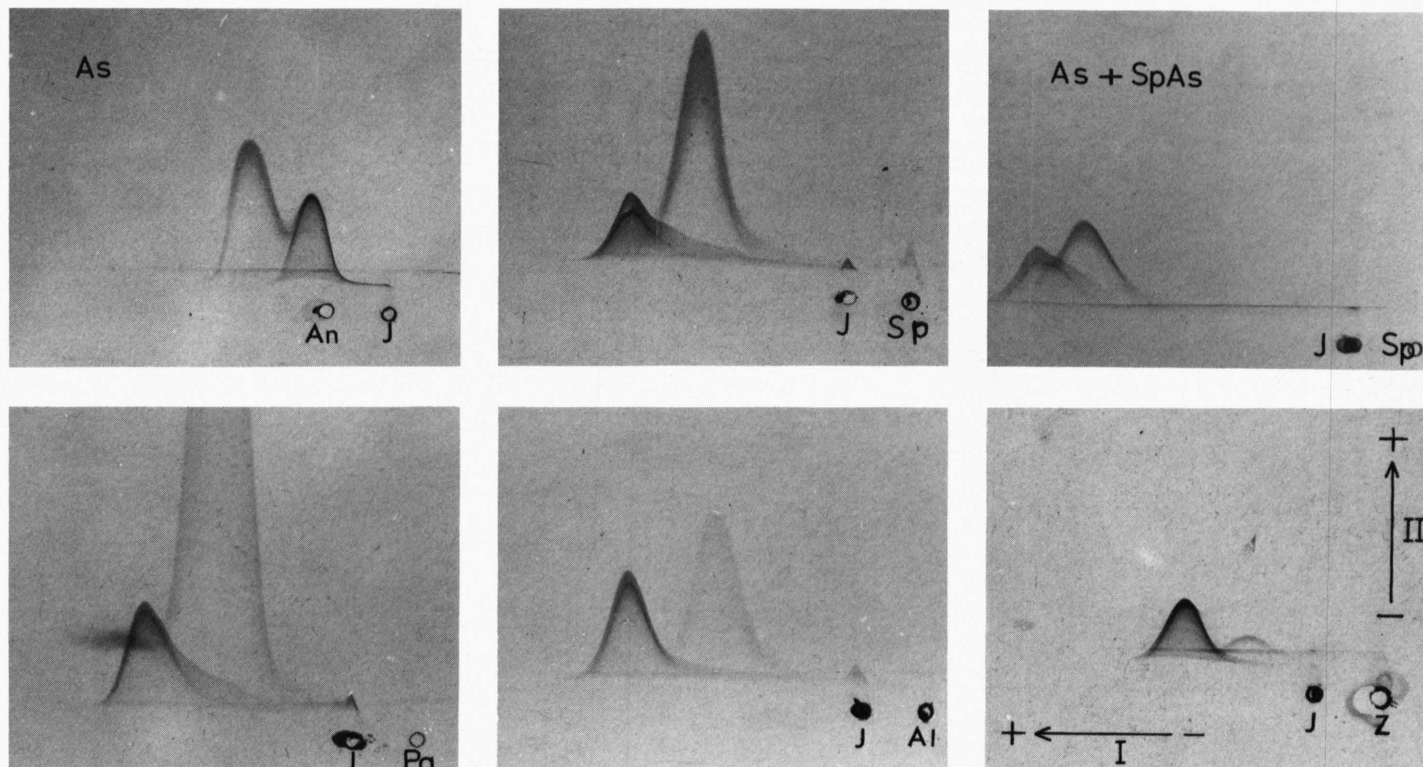 As
An J
J Sp
As + SpAs
J Sp
J Pa
J Al
+
II
−
J Z
+ I −